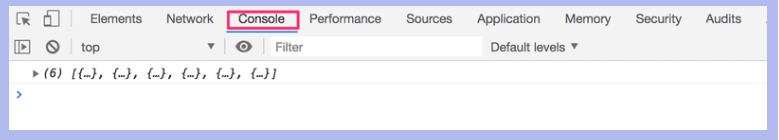 Elements Network Console Performance Sources Application Memory Security Audits
top Filter Default levels
(6) [{…}, {…}, {…}, {…}, {…}, {…}]